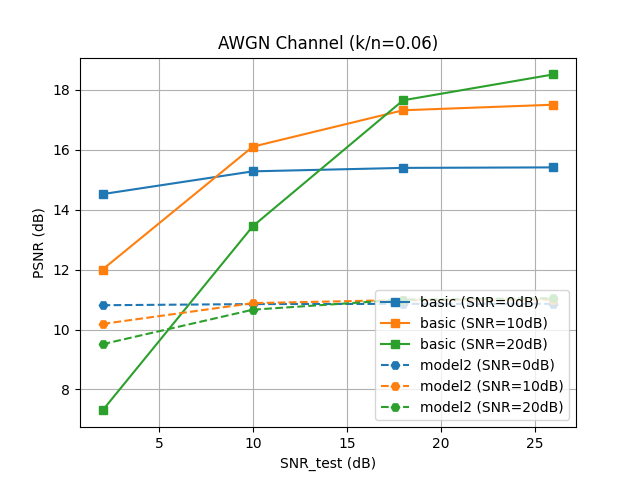 AWGN Channel (k/n=0.06)
PSNR (dB)
18
16
14
12
10
8
5
10
15
20
25
SNR_test (dB)
basic (SNR=0dB)
basic (SNR=10dB)
basic (SNR=20dB)
model2 (SNR=0dB)
model2 (SNR=10dB)
model2 (SNR=20dB)